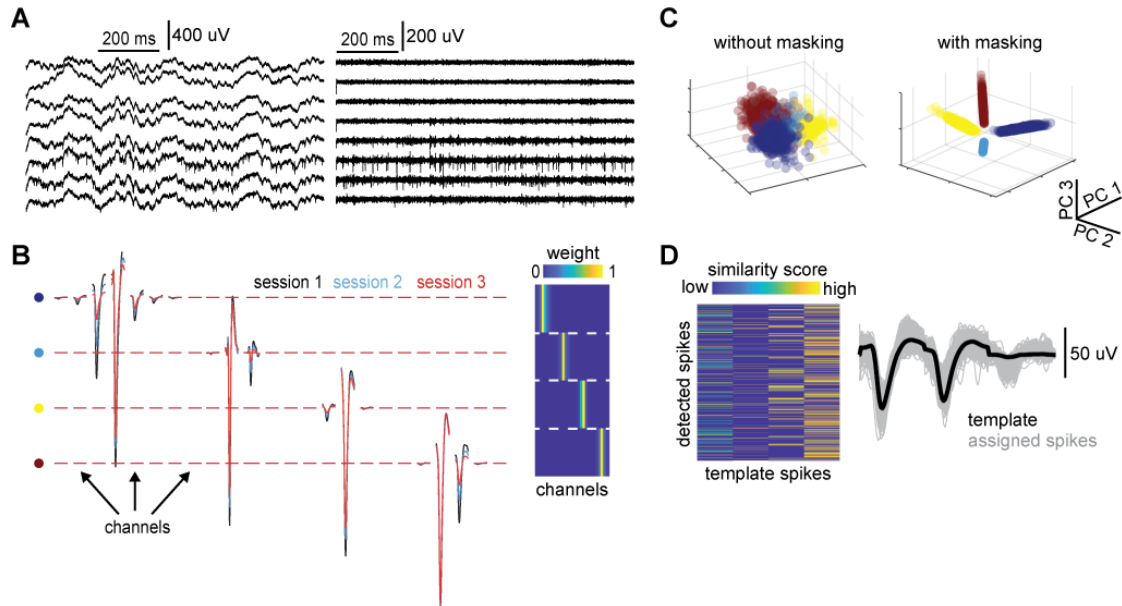 A
200 ms
400 uV
200 ms
200 uV
B
session 1 session 2 session 3
channels
weight
0 1
channels
C
without masking
with masking
PC 3
PC 1
PC 2
D
similarity score
low high
detected spikes
template spikes
50 uV
template
assigned spikes